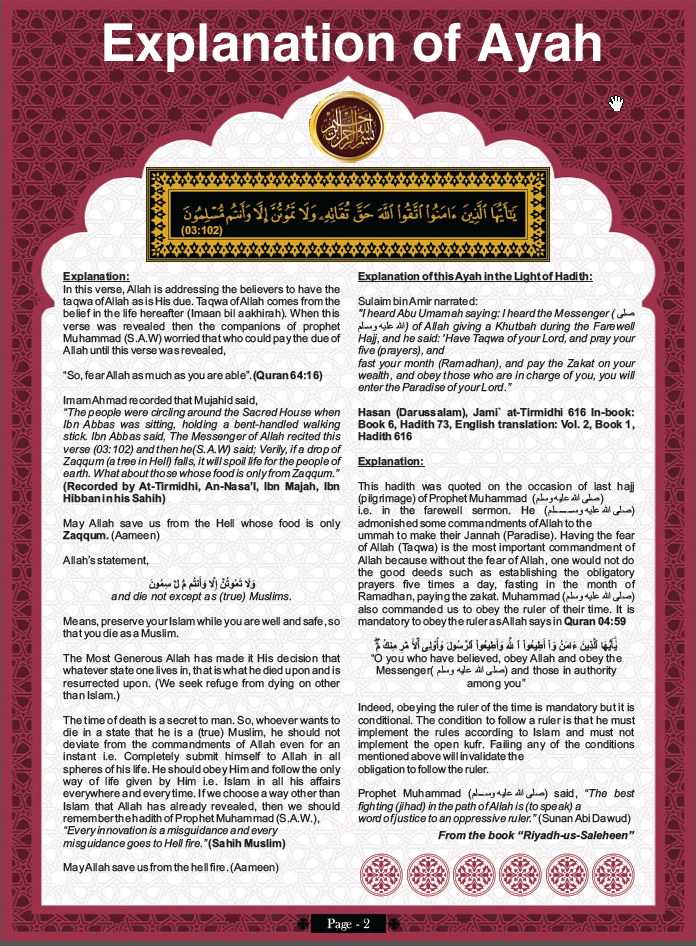 Explanation of Ayah
بسم الله الرحمن الرحيم
يَٰٓأَيُّهَا ٱلَّذِينَ ءَامَنُوا۟ ٱتَّقُوا۟ ٱللَّهَ حَقَّ تُقَاتِهِۦ وَلَا تَمُوتُنَّ إِلَّا وَأَنتُم مُّسْلِمُونَ
(03:102)
Explanation:
In this verse, Allah is addressing the believers to have the
taqwa of Allah as is His due. Taqwa of Allah comes from the
belief in the life hereafter (Imaan bil aakhirah). When this
verse was revealed then the companions of prophet
Muhammad (S.A.W) worried that who could pay the due of
Allah until this verse was revealed,
“So, fear Allah as much as you are able”. (Quran 64:16)
Imam Ahmad recorded that Mujahid said,
“The people were circling around the Sacred House when
Ibn Abbas was sitting, holding a bent-handled walking
stick. Ibn Abbas said, The Messenger of Allah recited this
verse (03:102) and then he(S.A.W) said; Verily, if a drop of
Zaqqum (a tree in Hell) falls, it will spoil life for the people of
earth. What about those whose food is only from Zaqqum.”
(Recorded by At-Tirmidhi, An-Nasa’I, Ibn Majah, Ibn
Hibban in his Sahih)
May Allah save us from the Hell whose food is only
Zaqqum. (Aameen)
Allah’s statement,
وَلَا تَمُوتُنَّ إِلَّا وَأَنتُم مُّ لْ سِمُونَ
and die not except as (true) Muslims.
Means, preserve your Islam while you are well and safe, so
that you die as a Muslim.
The Most Generous Allah has made it His decision that
whatever state one lives in, that is what he died upon and is
resurrected upon. (We seek refuge from dying on other
than Islam.)
The time of death is a secret to man. So, whoever wants to
die in a state that he is a (true) Muslim, he should not
deviate from the commandments of Allah even for an
instant i.e. Completely submit himself to Allah in all
spheres of his life. He should obey Him and follow the only
way of life given by Him i.e. Islam in all his affairs
everywhere and every time. If we choose a way other than
Islam that Allah has already revealed, then we should
remember the hadith of Prophet Muhammad (S.A.W.),
“Every innovation is a misguidance and every
misguidance goes to Hell fire.” (Sahih Muslim)
May Allah save us from the hell fire. (Aameen)
Explanation of this Ayah in the Light of Hadith:
Sulaim bin Amir narrated:
"I heard Abu Umamah saying: I heard the Messenger ( صلى
الله عليه وسلم) of Allah giving a Khutbah during the Farewell
Hajj, and he said: 'Have Taqwa of your Lord, and pray your
five (prayers), and
fast your month (Ramadhan), and pay the Zakat on your
wealth, and obey those who are in charge of you, you will
enter the Paradise of your Lord.”
Hasan (Darussalam), Jami` at-Tirmidhi 616 In-book:
Book 6, Hadith 73, English translation: Vol. 2, Book 1,
Hadith 616
Explanation:
This hadith was quoted on the occasion of last hajj
(pilgrimage) of Prophet Muhammad (صلى الله عليه وسلم)
i.e. in the farewell sermon. He (صلى الله عليه وسلم)
admonished some commandments of Allah to the
ummah to make their Jannah (Paradise). Having the fear
of Allah (Taqwa) is the most important commandment of
Allah because without the fear of Allah, one would not do
the good deeds such as establishing the obligatory
prayers five times a day, fasting in the month of
Ramadhan, paying the zakat. Muhammad (صلى الله عليه وسلم)
also commanded us to obey the ruler of their time. It is
mandatory to obey the ruler as Allah says in Quran 04:59
“O you who have believed, obey Allah and obey the
Messenger( صلى الله عليه وسلم) and those in authority
among you”
Indeed, obeying the ruler of the time is mandatory but it is
conditional. The condition to follow a ruler is that he must
implement the rules according to Islam and must not
implement the open kufr. Failing any of the conditions
mentioned above will invalidate the
obligation to follow the ruler.
Prophet Muhammad (صلى الله عليه وسلم) said, “The best
fighting (jihad) in the path of Allah is (to speak) a
word of justice to an oppressive ruler.” (Sunan Abi Dawud)
From the book “Riyadh-us-Saleheen”
Page - 2